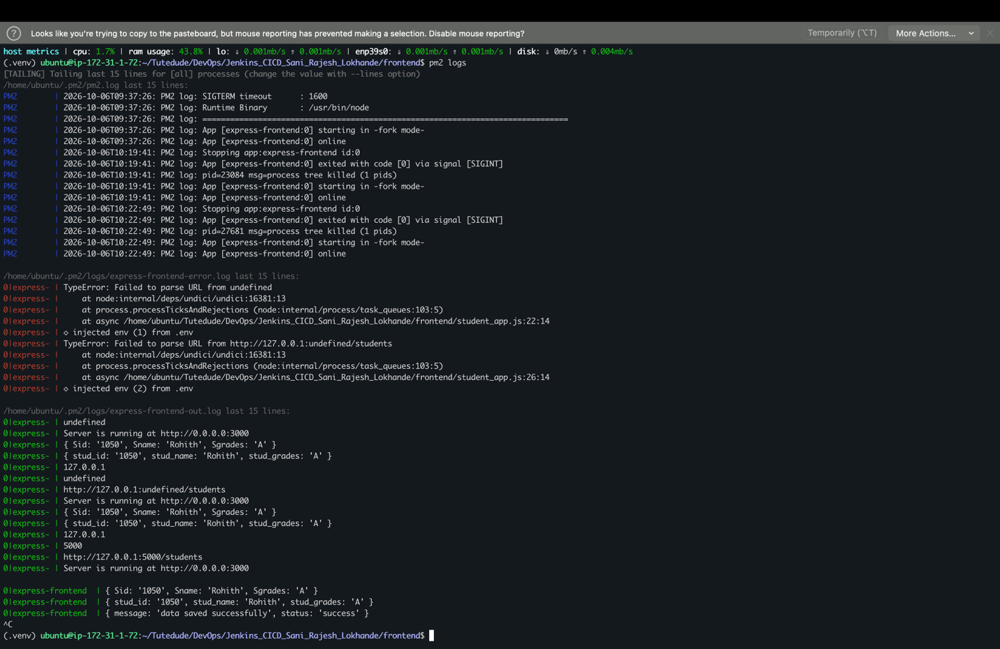 ? Looks like you're trying to copy to the pasteboard, but mouse reporting has prevented making a selection. Disable mouse reporting? Temporarily (⌥T) More Actions...
host metrics | cpu: 1.7% | ram usage: 43.8% | lo: ⇓ 0.001mb/s ⇑ 0.001mb/s | enp39s0: ⇓ 0.001mb/s ⇑ 0.001mb/s | disk: ⇓ 0mb/s ⇑ 0.004mb/s
(.venv) ubuntu@ip-172-31-1-72:~/Tutedude/DevOps/Jenkins_CICD_Sani_Rajesh_Lokhande/frontend$ pm2 logs
[TAILING] Tailing last 15 lines for [all] processes (change the value with --lines option)
/home/ubuntu/.pm2/pm2.log last 15 lines:
PM2 | 2026-10-06T09:37:26: PM2 log: SIGTERM timeout : 1600
PM2 | 2026-10-06T09:37:26: PM2 log: Runtime Binary : /usr/bin/node
PM2 | 2026-10-06T09:37:26: PM2 log: ===============================================================================
PM2 | 2026-10-06T09:37:26: PM2 log: App [express-frontend:0] starting in -fork mode-
PM2 | 2026-10-06T09:37:26: PM2 log: App [express-frontend:0] online
PM2 | 2026-10-06T10:19:41: PM2 log: Stopping app:express-frontend id:0
PM2 | 2026-10-06T10:19:41: PM2 log: App [express-frontend:0] exited with code [0] via signal [SIGINT]
PM2 | 2026-10-06T10:19:41: PM2 log: pid=23084 msg=process tree killed (1 pids)
PM2 | 2026-10-06T10:19:41: PM2 log: App [express-frontend:0] starting in -fork mode-
PM2 | 2026-10-06T10:19:41: PM2 log: App [express-frontend:0] online
PM2 | 2026-10-06T10:22:49: PM2 log: Stopping app:express-frontend id:0
PM2 | 2026-10-06T10:22:49: PM2 log: App [express-frontend:0] exited with code [0] via signal [SIGINT]
PM2 | 2026-10-06T10:22:49: PM2 log: pid=27681 msg=process tree killed (1 pids)
PM2 | 2026-10-06T10:22:49: PM2 log: App [express-frontend:0] starting in -fork mode-
PM2 | 2026-10-06T10:22:49: PM2 log: App [express-frontend:0] online
/home/ubuntu/.pm2/logs/express-frontend-error.log last 15 lines:
0|express- | TypeError: Failed to parse URL from undefined
0|express- |     at node:internal/deps/undici/undici:16381:13
0|express- |     at process.processTicksAndRejections (node:internal/process/task_queues:103:5)
0|express- |     at async /home/ubuntu/Tutedude/DevOps/Jenkins_CICD_Sani_Rajesh_Lokhande/frontend/student_app.js:22:14
0|express- | ◇ injected env (1) from .env
0|express- | TypeError: Failed to parse URL from http://127.0.0.1:undefined/students
0|express- |     at node:internal/deps/undici/undici:16381:13
0|express- |     at process.processTicksAndRejections (node:internal/process/task_queues:103:5)
0|express- |     at async /home/ubuntu/Tutedude/DevOps/Jenkins_CICD_Sani_Rajesh_Lokhande/frontend/student_app.js:26:14
0|express- | ◇ injected env (2) from .env
/home/ubuntu/.pm2/logs/express-frontend-out.log last 15 lines:
0|express- | undefined
0|express- | Server is running at http://0.0.0.0:3000
0|express- | { Sid: '1050', Sname: 'Rohith', Sgrades: 'A' }
0|express- | { stud_id: '1050', stud_name: 'Rohith', stud_grades: 'A' }
0|express- | 127.0.0.1
0|express- | undefined
0|express- | http://127.0.0.1:undefined/students
0|express- | Server is running at http://0.0.0.0:3000
0|express- | { Sid: '1050', Sname: 'Rohith', Sgrades: 'A' }
0|express- | { stud_id: '1050', stud_name: 'Rohith', stud_grades: 'A' }
0|express- | 127.0.0.1
0|express- | 5000
0|express- | http://127.0.0.1:5000/students
0|express- | Server is running at http://0.0.0.0:3000
0|express-frontend | { Sid: '1050', Sname: 'Rohith', Sgrades: 'A' }
0|express-frontend | { stud_id: '1050', stud_name: 'Rohith', stud_grades: 'A' }
0|express-frontend | { message: 'data saved successfully', status: 'success' }
^C
(.venv) ubuntu@ip-172-31-1-72:~/Tutedude/DevOps/Jenkins_CICD_Sani_Rajesh_Lokhande/frontend$